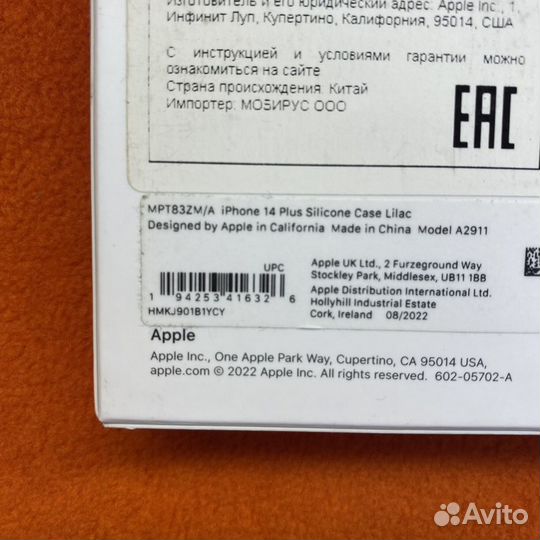 Изготовитель и его юридический адрес: Apple Inc., 1,
Инфинит Луп, Купертино, Калифорния, 95014, США
С инструкцией и условиями гарантии можно
ознакомиться на сайте
Страна происхождения: Китай
Импортер: МОБИРУС ООО
EAC
MPT83ZM/A iPhone 14 Plus Silicone Case Lilac
Designed by Apple in California Made in China Model A2911
UPC
1 94253 41632 6
HMKJ901B1YCY
Apple UK Ltd., 2 Furzeground Way
Stockley Park, Middlesex, UB11 1BB
Apple Distribution International Ltd.
Hollyhill Industrial Estate
Cork, Ireland 08/2022
Apple
Apple Inc., One Apple Park Way, Cupertino, CA 95014 USA,
apple.com © 2022 Apple Inc. All rights reserved. 602-05702-A
Avito